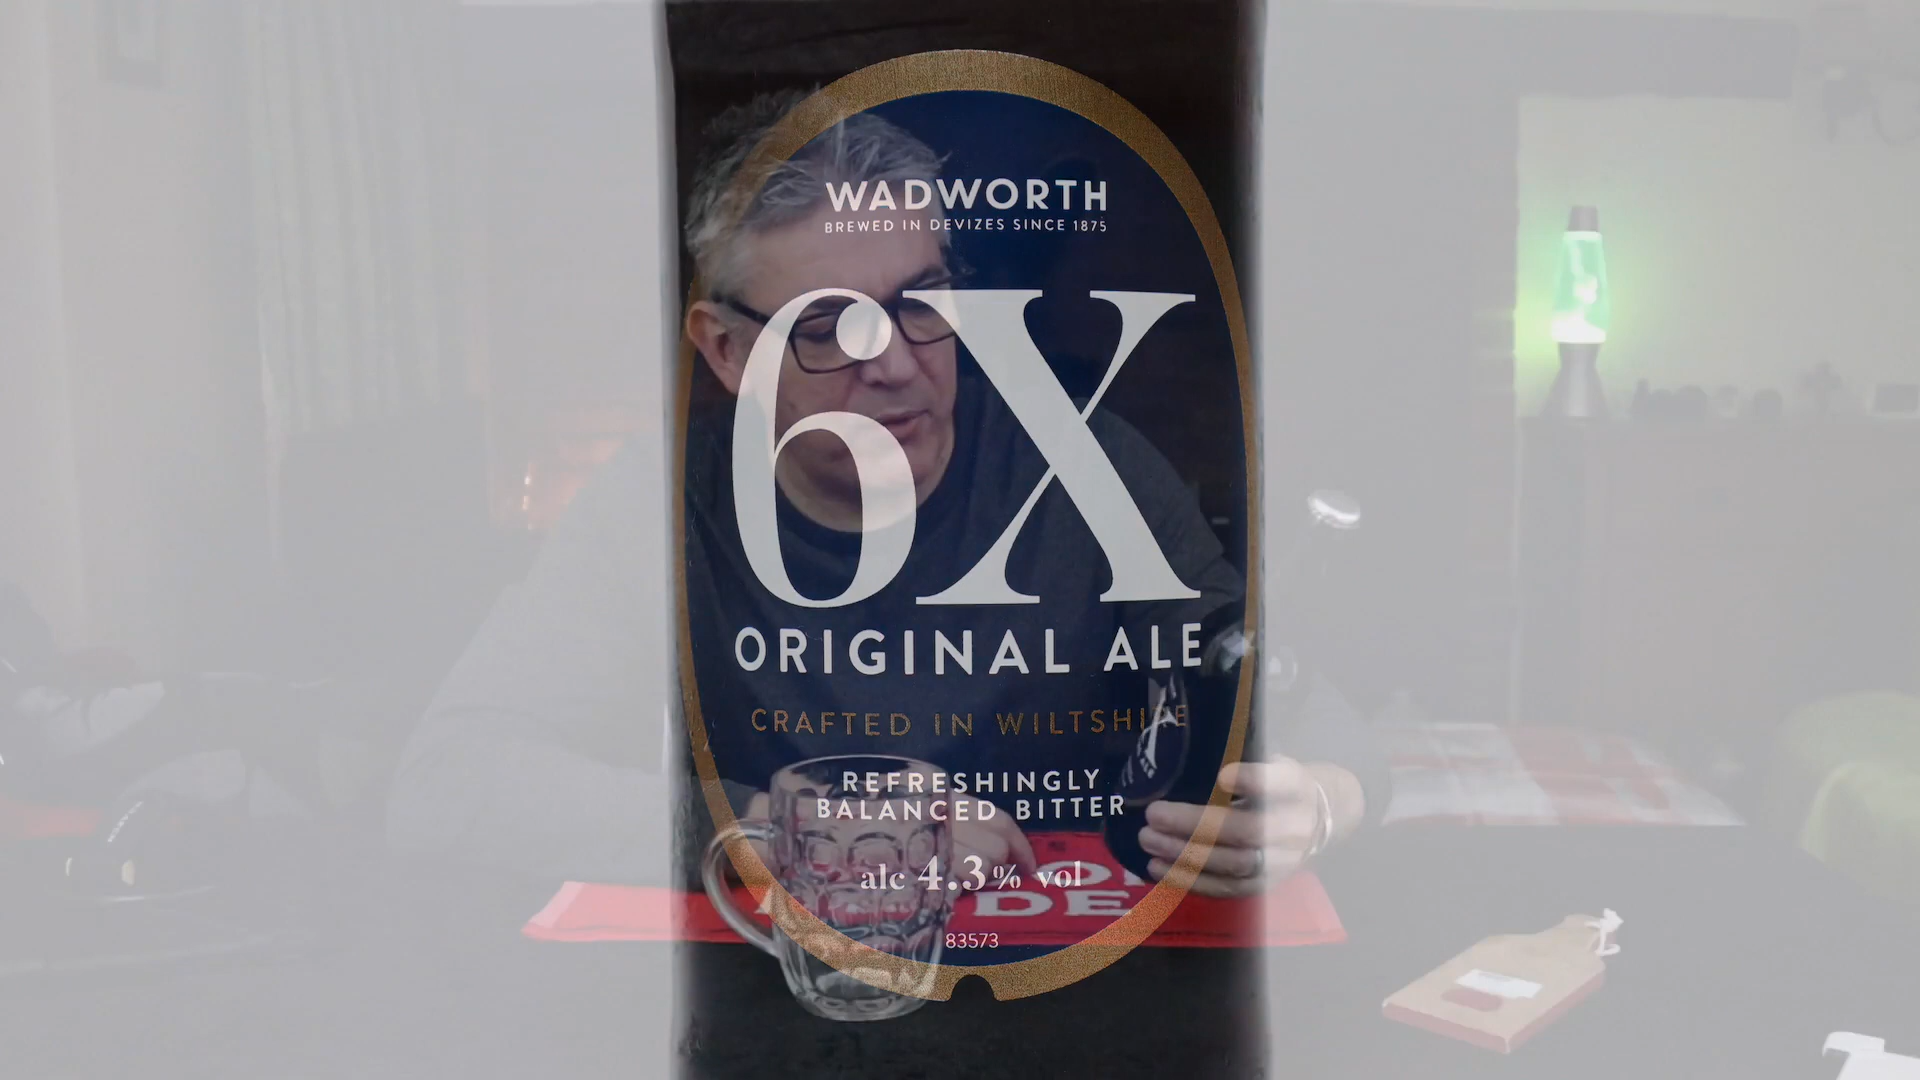 WADWORTH
BREWED IN DEVIZES SINCE 1875
6X
ORIGINAL ALE
CRAFTED IN WILTSHIRE
REFRESHINGLY
BALANCED BITTER
alc 4.3% vol
83573